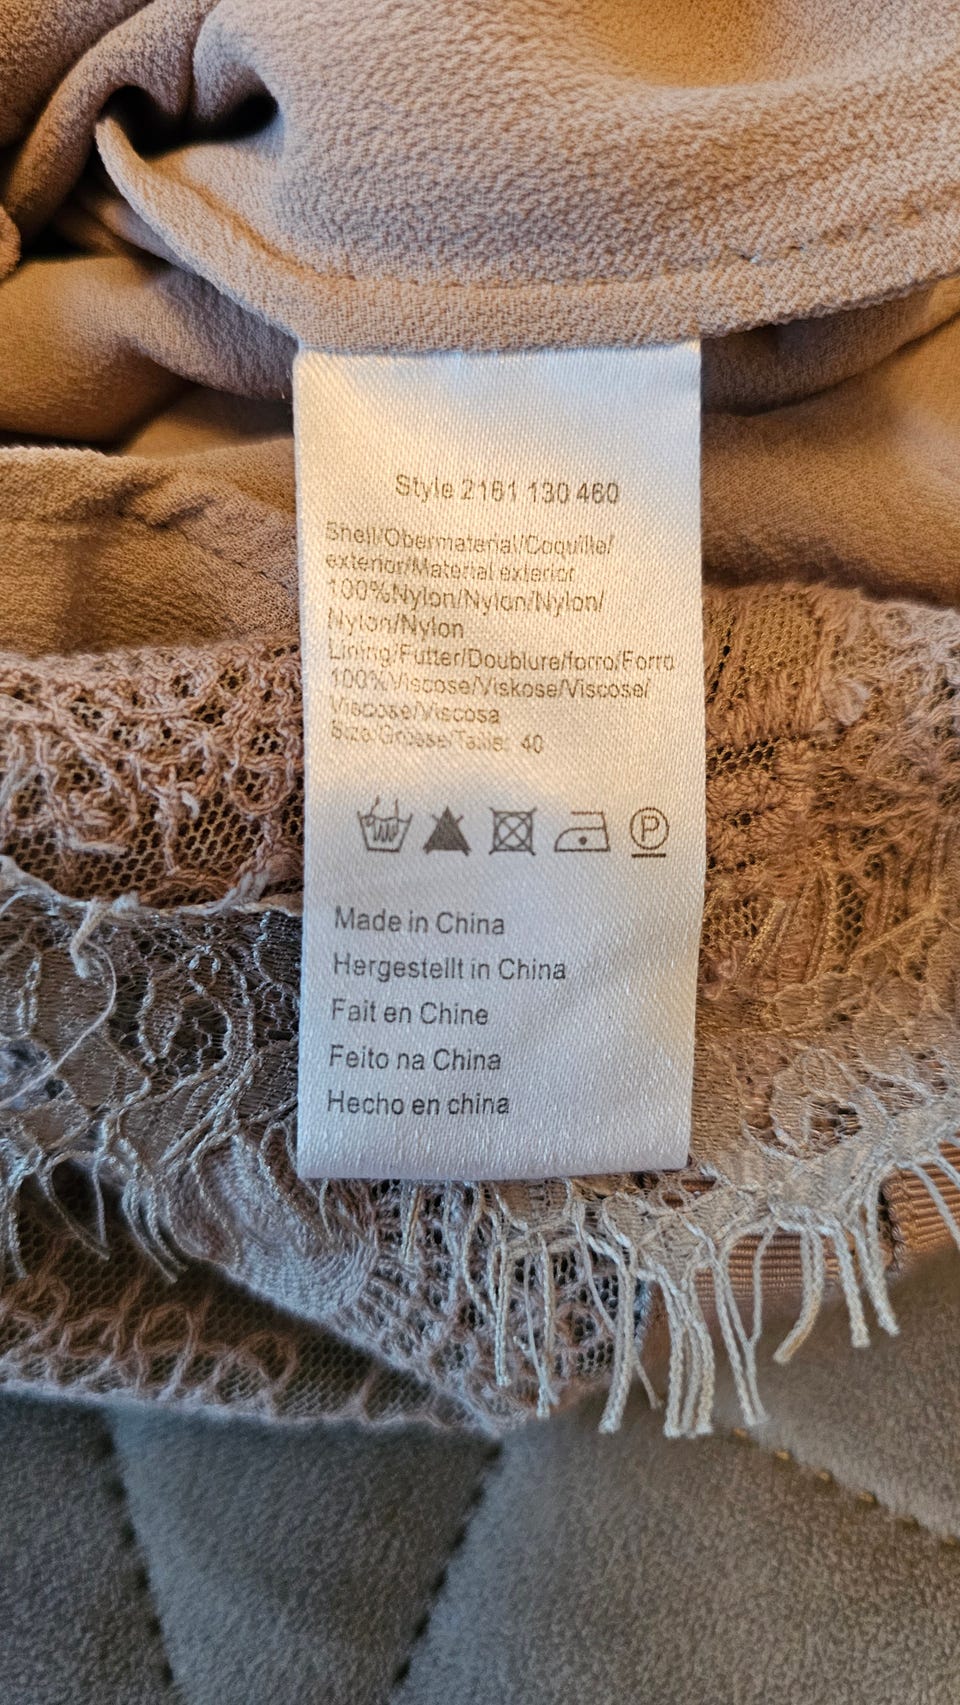 Style 2161 130 460
Shell/Obermaterial/Coquille/
exterior/Material exterior
100%Nylon/Nylon/Nylon/
Nylon/Nylon
Lining/Futter/Doublure/forro/Forro
100%Viscose/Viskose/Viscose/
Viscose/Viscosa
Size/Grösse/Taille: 40
P
Made in China
Hergestellt in China
Fait en Chine
Feito na China
Hecho en china